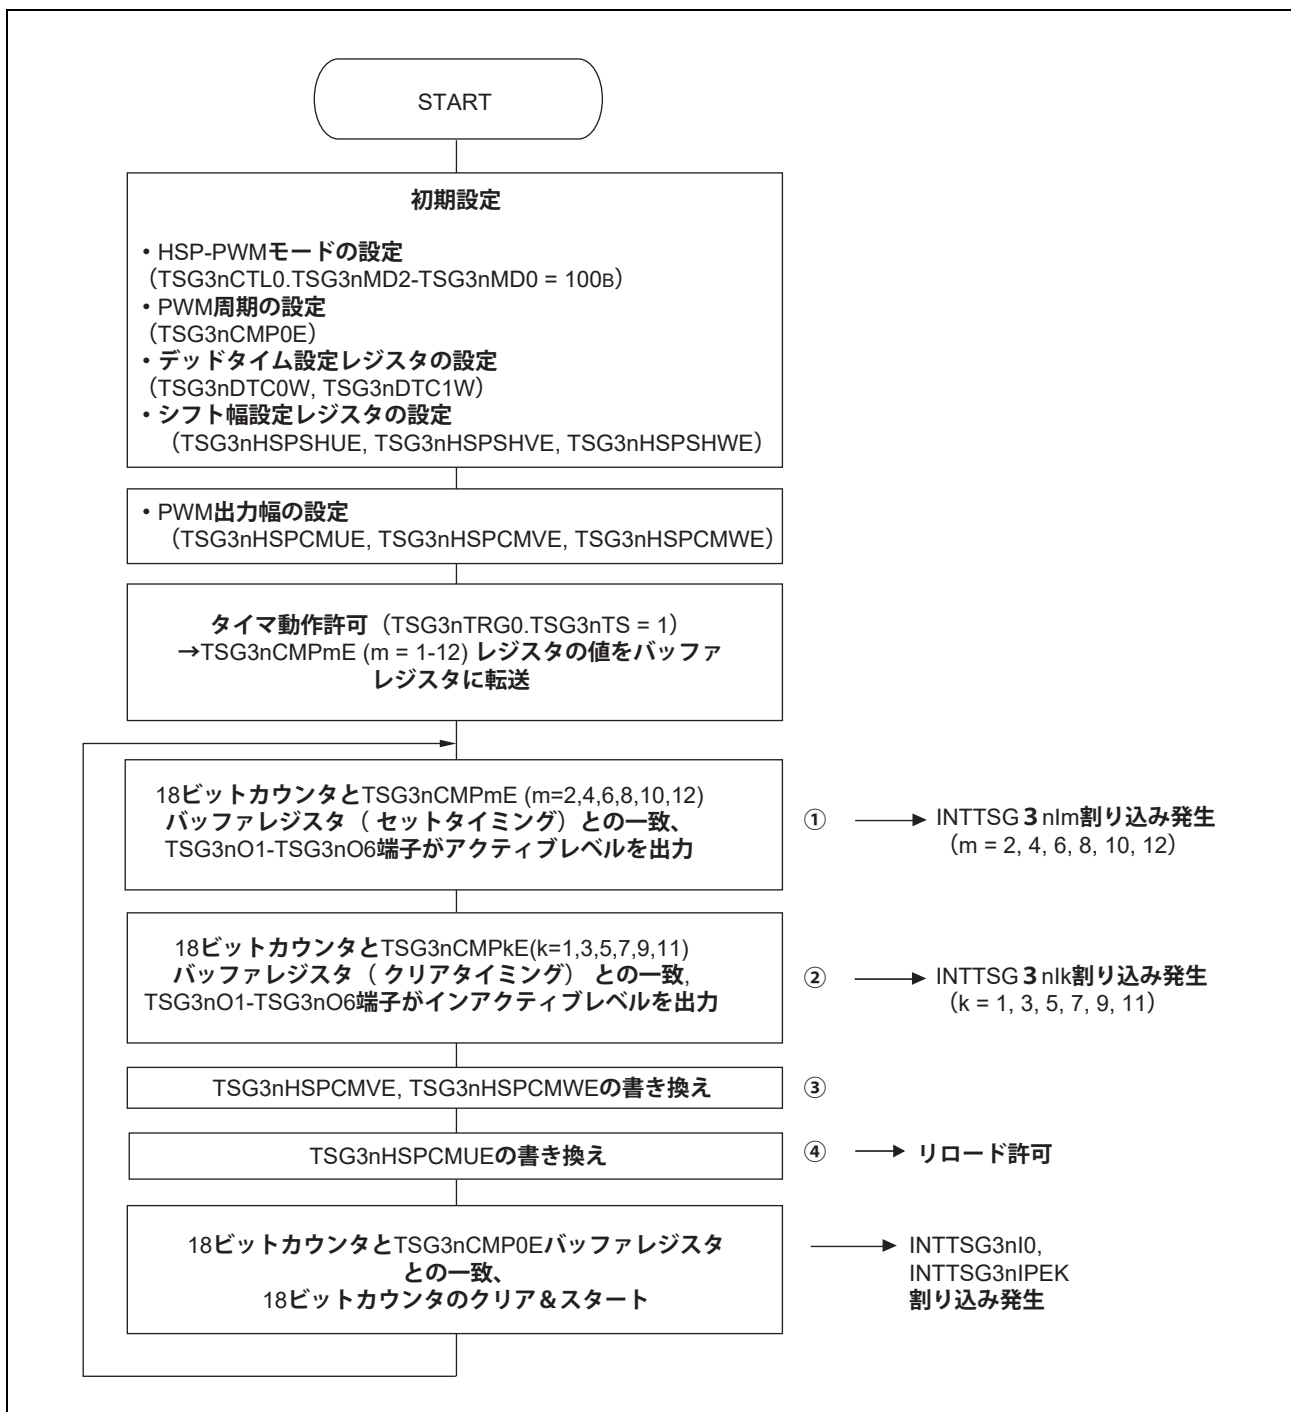 START
初期設定
・HSP-PWMモードの設定
（TSG3nCTL0.TSG3nMD2-TSG3nMD0 = 100B）
・PWM周期の設定
（TSG3nCMP0E）
・デッドタイム設定レジスタの設定
（TSG3nDTC0W, TSG3nDTC1W）
・シフト幅設定レジスタの設定
（TSG3nHSPSHUE, TSG3nHSPSHVE, TSG3nHSPSHWE）
・PWM出力幅の設定
（TSG3nHSPCMUE, TSG3nHSPCMVE, TSG3nHSPCMWE）
タイマ動作許可（TSG3nTRG0.TSG3nTS = 1）
→TSG3nCMPmE (m = 1-12) レジスタの値をバッファ
レジスタに転送
18ビットカウンタとTSG3nCMPmE (m=2,4,6,8,10,12)
バッファレジスタ（ セットタイミング）との一致、
TSG3nO1-TSG3nO6端子がアクティブレベルを出力
①
INTTSG３nIm割り込み発生
（m = 2, 4, 6, 8, 10, 12）
18ビットカウンタとTSG3nCMPkE(k=1,3,5,7,9,11)
バッファレジスタ（ クリアタイミング） との一致,
TSG3nO1-TSG3nO6端子がインアクティブレベルを出力
②
INTTSG３nIk割り込み発生
（k = 1, 3, 5, 7, 9, 11）
TSG3nHSPCMVE, TSG3nHSPCMWEの書き換え
③
TSG3nHSPCMUEの書き換え
④
リロード許可
18ビットカウンタとTSG3nCMP0Eバッファレジスタ
との一致、
18ビットカウンタのクリア＆スタート
INTTSG3nI0,
INTTSG3nIPEK
割り込み発生